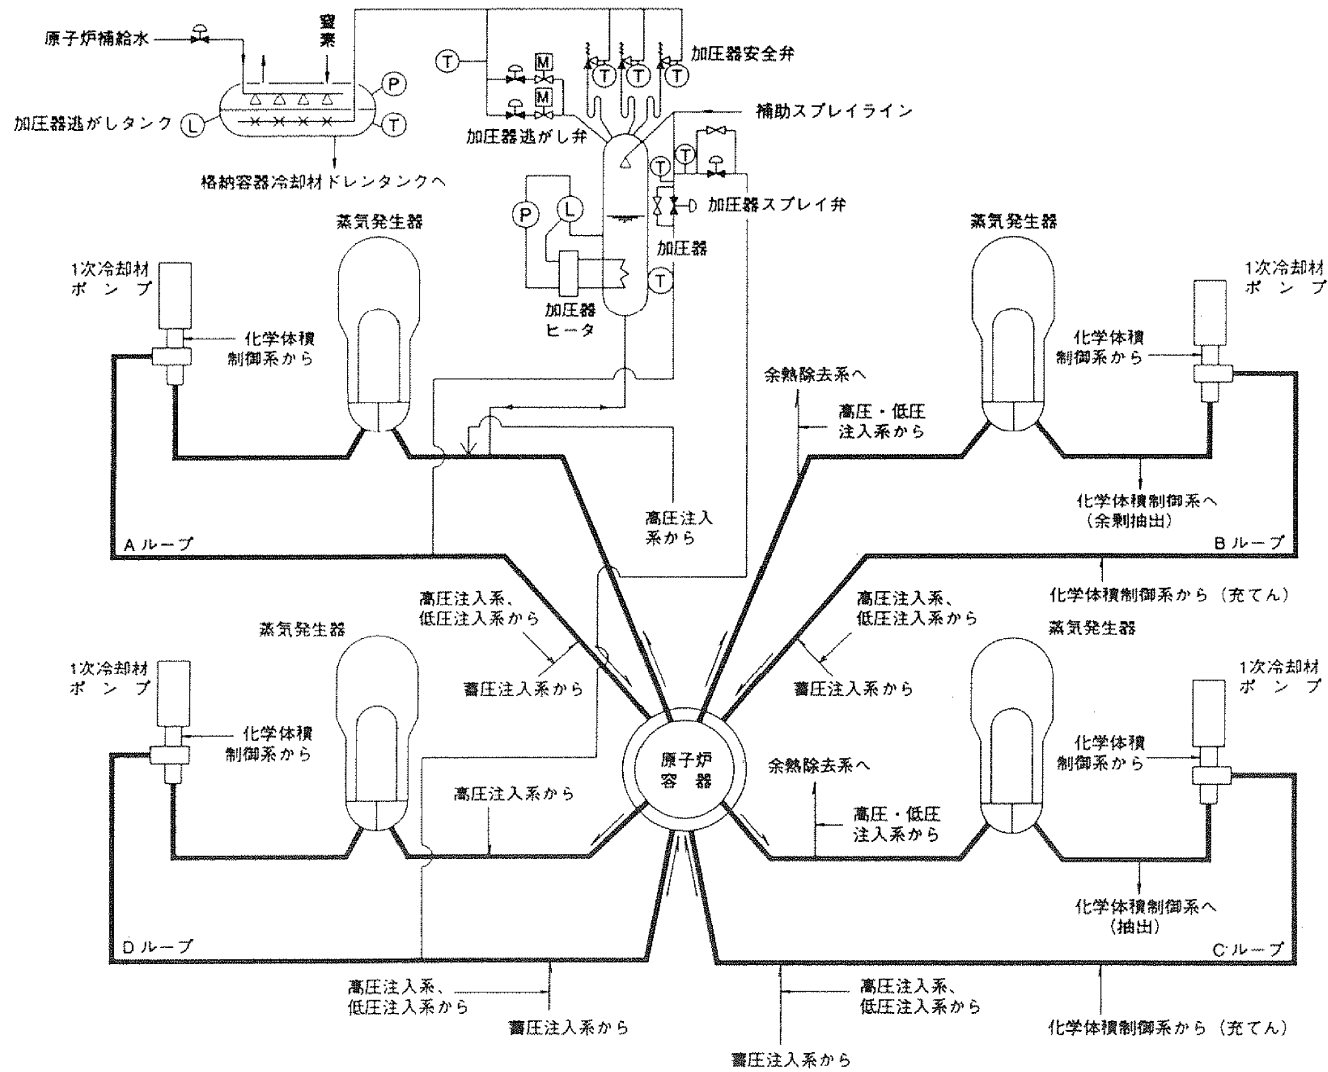 原子炉補給水
窒素
加圧器逃がしタンク
L
P
T
格納容器冷却材ドレンタンクへ
T
M
M
加圧器逃がし弁
T
T
T
加圧器安全弁
補助スプレイライン
T
T
加圧器スプレイ弁
P
L
加圧器
T
加圧器
ヒータ
蒸気発生器
1次冷却材
ポンプ
化学体積
制御系から
蒸気発生器
1次冷却材
ポンプ
化学体積
制御系から
余熱除去系へ
高圧・低圧
注入系から
化学体積制御系へ
(余剰抽出)
高圧注入
系から
Aループ
Bループ
高圧注入系、
低圧注入系から
蓄圧注入系から
高圧注入系、
低圧注入系から
蓄圧注入系から
化学体積制御系から（充てん）
蒸気発生器
1次冷却材
ポンプ
化学体積
制御系から
蒸気発生器
1次冷却材
ポンプ
化学体積
制御系から
原子炉
容器
高圧注入系から
余熱除去系へ
高圧・低圧
注入系から
化学体積制御系へ
(抽出)
Dループ
Cループ
高圧注入系、
低圧注入系から
蓄圧注入系から
高圧注入系、
低圧注入系から
蓄圧注入系から
化学体積制御系から（充てん）